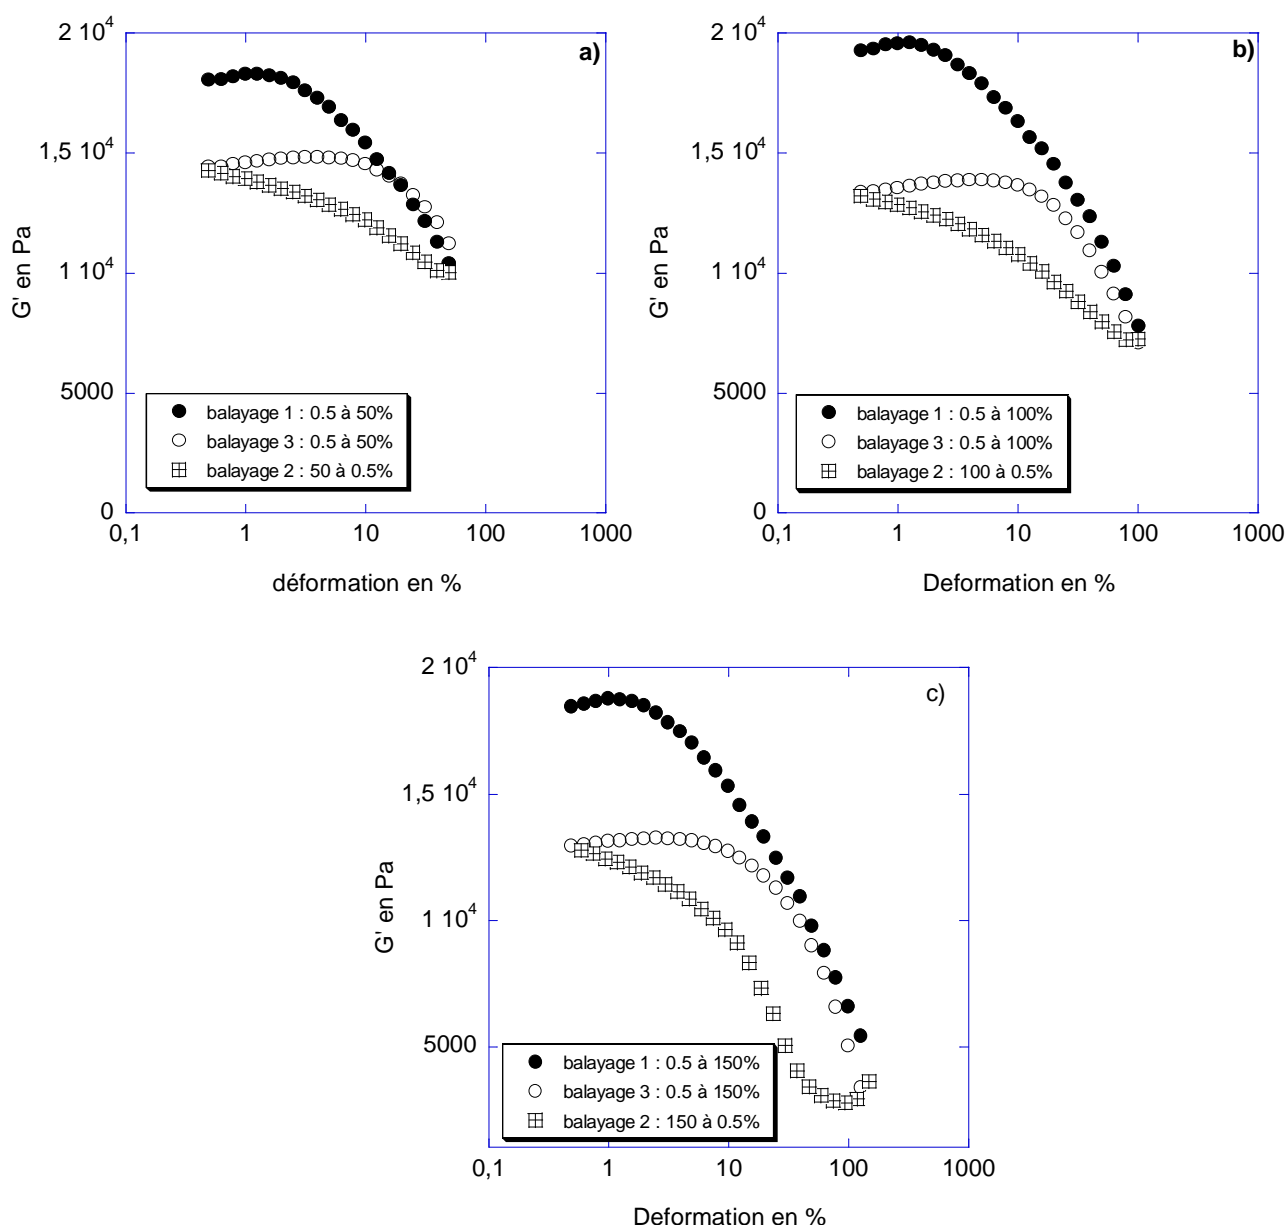 a)
2 10⁴
1,5 10⁴
1 10⁴
5000
0
G' en Pa
balayage 1 : 0.5 à 50%
balayage 3 : 0.5 à 50%
balayage 2 : 50 à 0.5%
0,1 1 10 100 1000
déformation en %
b)
2 10⁴
1,5 10⁴
1 10⁴
5000
0
G' en Pa
balayage 1 : 0.5 à 100%
balayage 3 : 0.5 à 100%
balayage 2 : 100 à 0.5%
0,1 1 10 100 1000
Deformation en %
c)
2 10⁴
1,5 10⁴
1 10⁴
5000
G' en Pa
balayage 1 : 0.5 à 150%
balayage 3 : 0.5 à 150%
balayage 2 : 150 à 0.5%
0,1 1 10 100 1000
Deformation en %